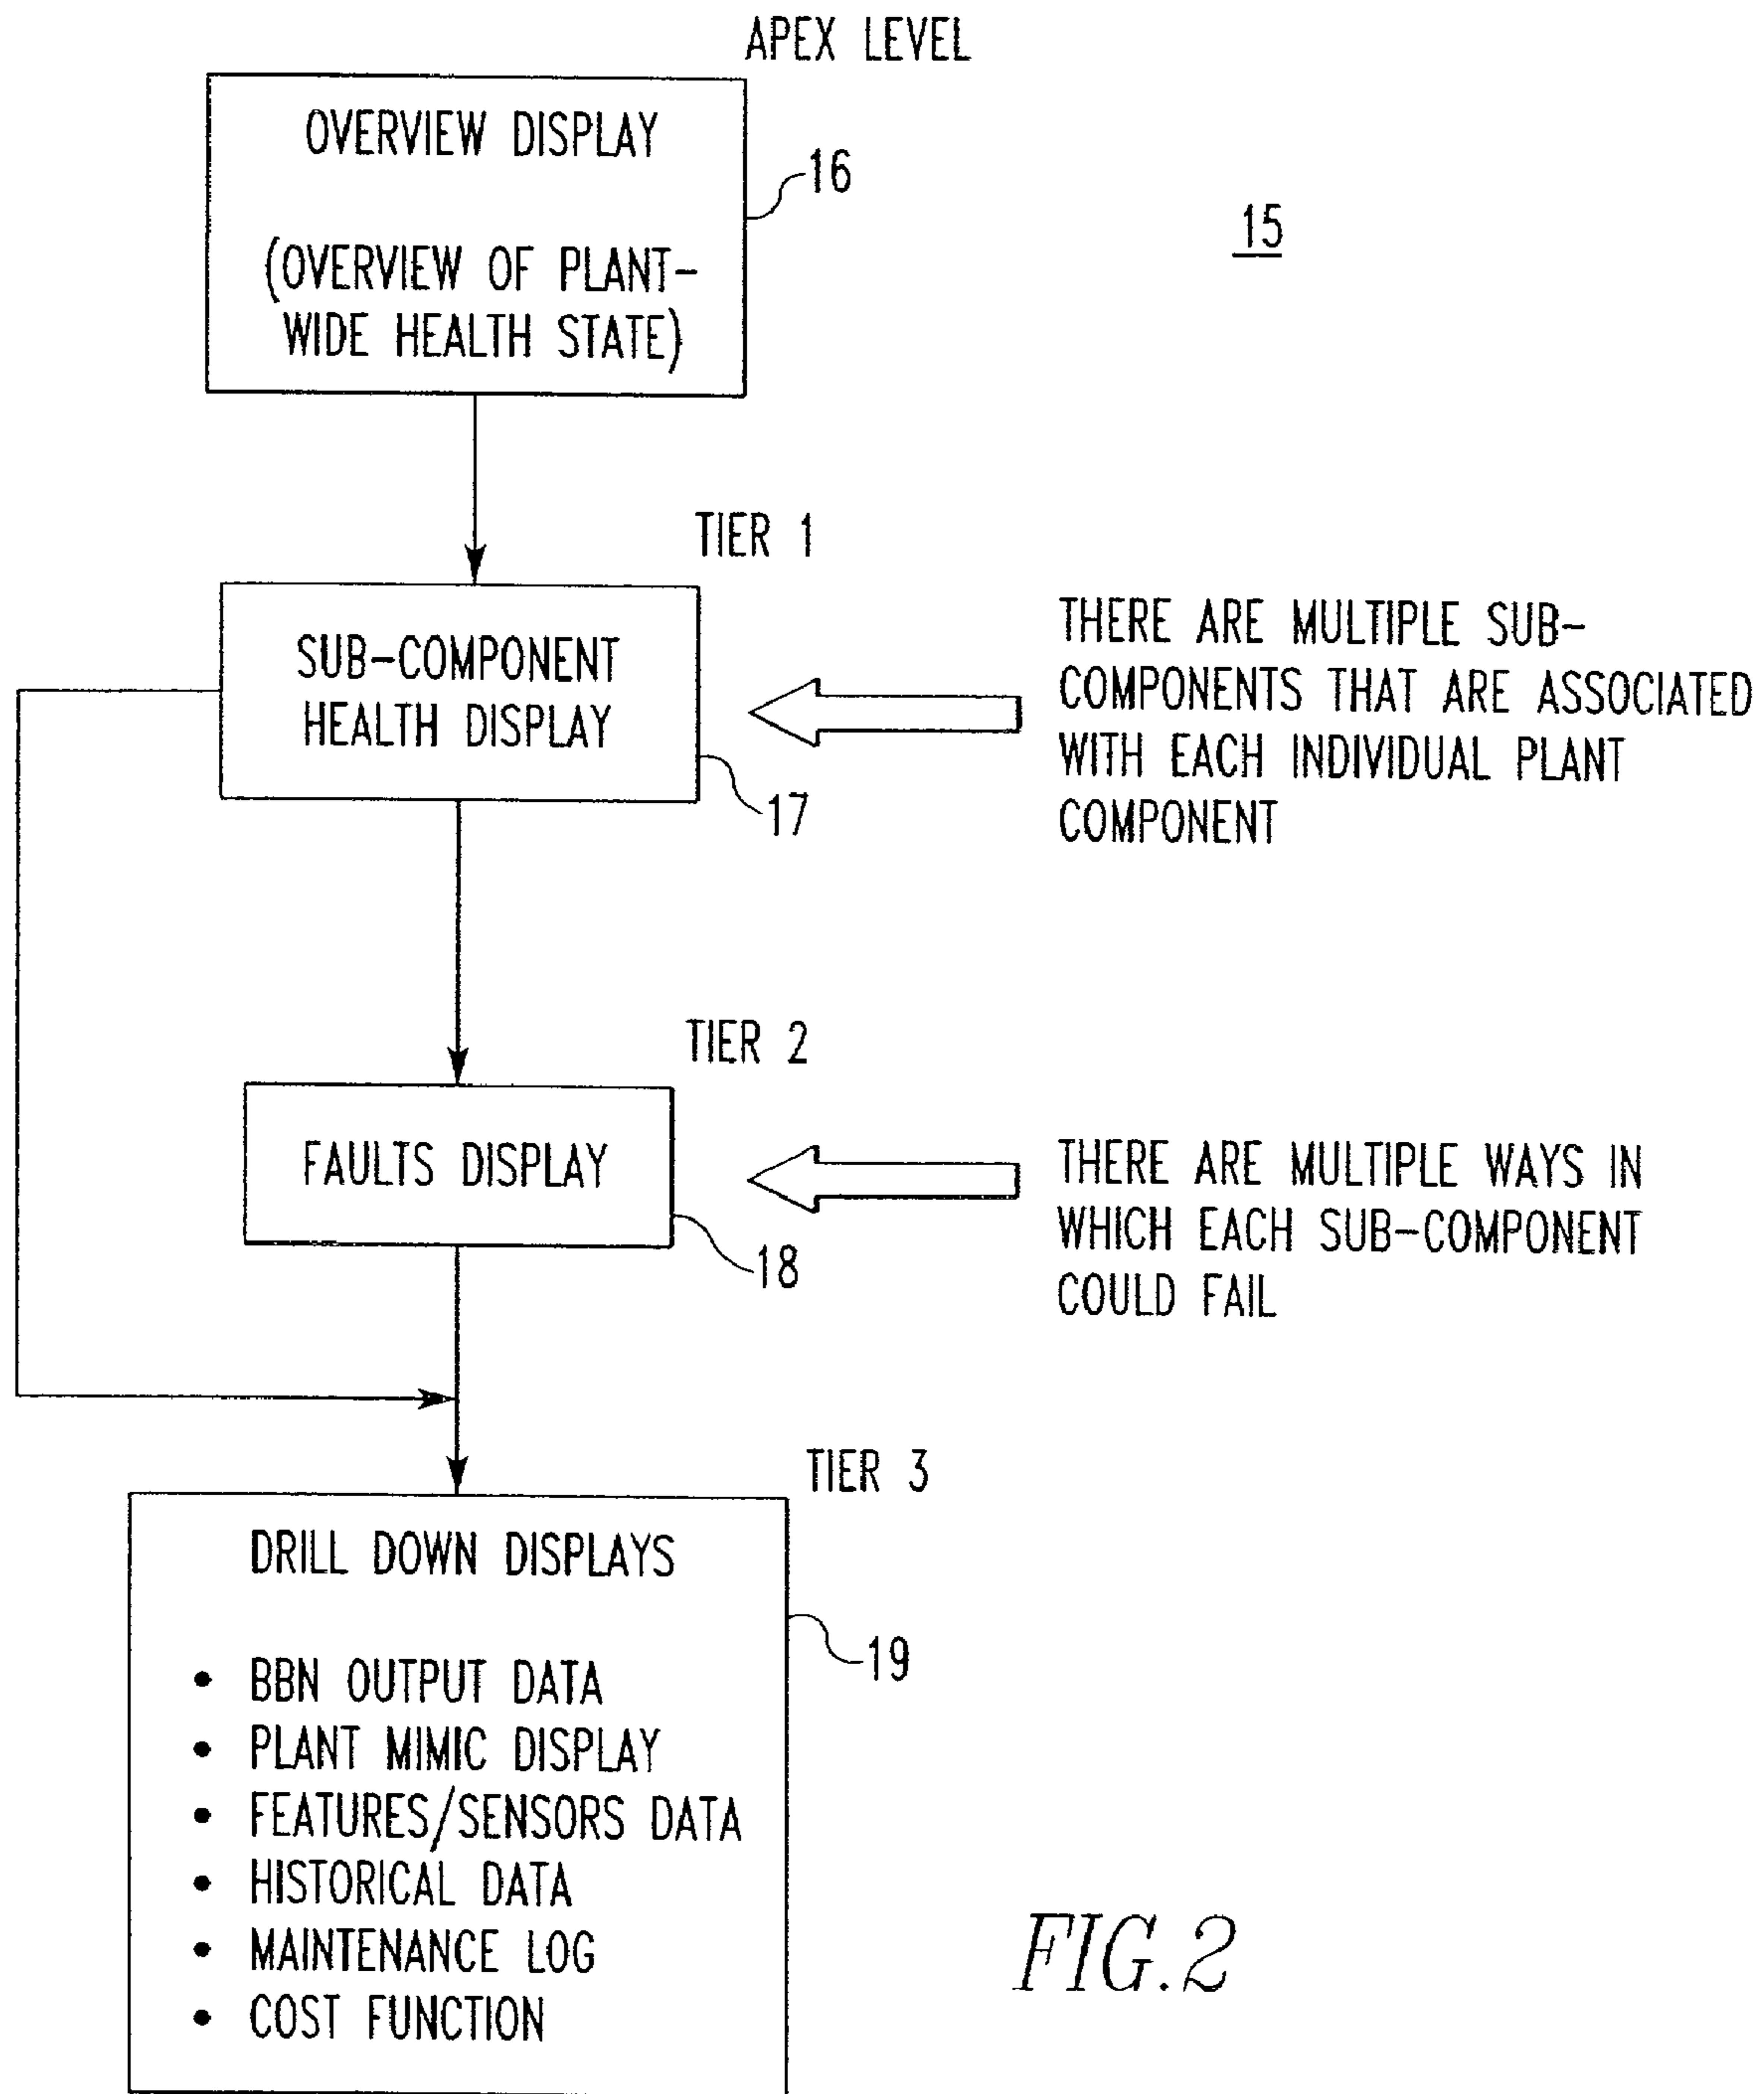 APEX LEVEL
OVERVIEW DISPLAY
(OVERVIEW OF PLANT-
WIDE HEALTH STATE)
16
15
TIER 1
SUB-COMPONENT
HEALTH DISPLAY
17
THERE ARE MULTIPLE SUB-
COMPONENTS THAT ARE ASSOCIATED
WITH EACH INDIVIDUAL PLANT
COMPONENT
TIER 2
FAULTS DISPLAY
18
THERE ARE MULTIPLE WAYS IN
WHICH EACH SUB-COMPONENT
COULD FAIL
TIER 3
DRILL DOWN DISPLAYS
19
• BBN OUTPUT DATA
• PLANT MIMIC DISPLAY
• FEATURES/SENSORS DATA
• HISTORICAL DATA
• MAINTENANCE LOG
• COST FUNCTION
FIG.2